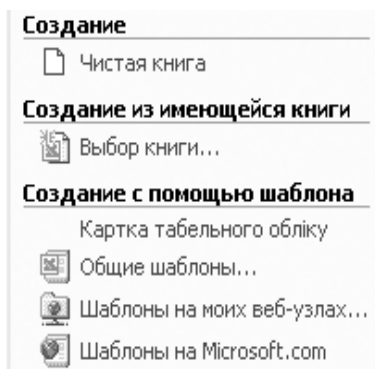 Создание
Чистая книга
Создание из имеющейся книги
Выбор книги...
Создание с помощью шаблона
Картка табельного обліку
Общие шаблоны...
Шаблоны на моих веб-узлах...
Шаблоны на Microsoft.com